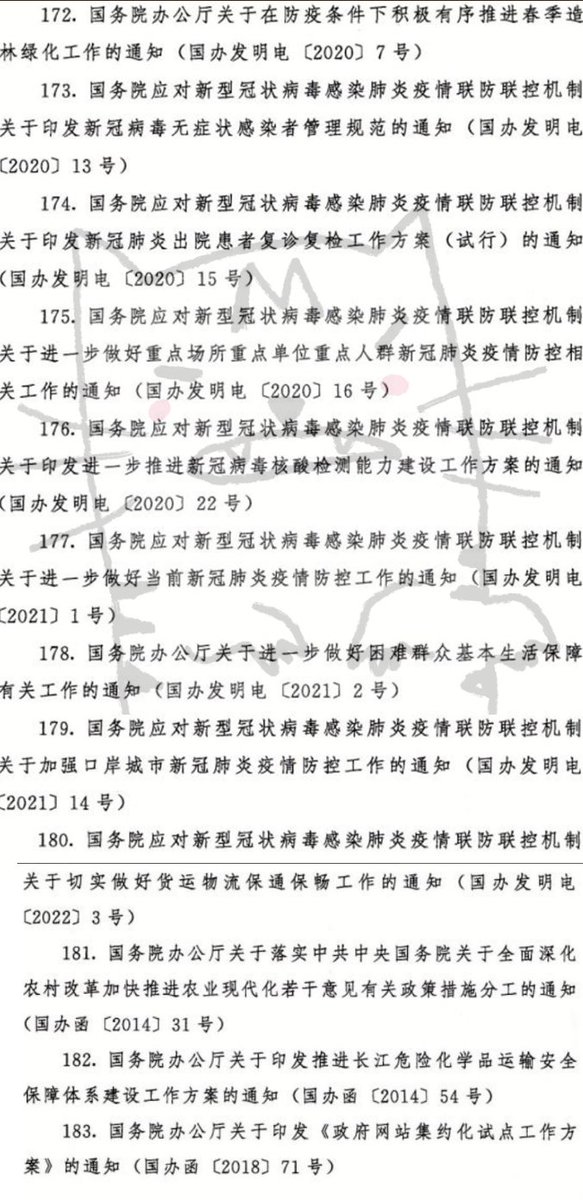 172. 国务院办公厅关于在防疫条件下积极有序推进春季造
林绿化工作的通知（国办发明电〔2020〕7 号）
173. 国务院应对新型冠状病毒感染肺炎疫情联防联控机制
关于印发新冠病毒无症状感染者管理规范的通知（国办发明电
〔2020〕13 号）
174. 国务院应对新型冠状病毒感染肺炎疫情联防联控机制
关于印发新冠肺炎出院患者复诊复检工作方案（试行）的通知
（国办发明电〔2020〕15 号）
175. 国务院应对新型冠状病毒感染肺炎疫情联防联控机制
关于进一步做好重点场所重点单位重点人群新冠肺炎疫情防控相
关工作的通知（国办发明电〔2020〕16 号）
176. 国务院应对新型冠状病毒感染肺炎疫情联防联控机制
关于印发进一步推进新冠病毒核酸检测能力建设工作方案的通知
（国办发明电〔2020〕22 号）
177. 国务院应对新型冠状病毒感染肺炎疫情联防联控机制
关于进一步做好当前新冠肺炎疫情防控工作的通知（国办发明电
〔2021〕1 号）
178. 国务院办公厅关于进一步做好困难群众基本生活保障
有关工作的通知（国办发明电〔2021〕2 号）
179. 国务院应对新型冠状病毒感染肺炎疫情联防联控机制
关于加强口岸城市新冠肺炎疫情防控工作的通知（国办发明电
〔2021〕14 号）
180. 国务院应对新型冠状病毒感染肺炎疫情联防联控机制
关于切实做好货运物流保通保畅工作的通知（国办发明电
〔2022〕3 号）
181. 国务院办公厅关于落实中共中央国务院关于全面深化
农村改革加快推进农业现代化若干意见有关政策措施分工的通知
（国办函〔2014〕31 号）
182. 国务院办公厅关于印发推进长江危险化学品运输安全
保障体系建设工作方案的通知（国办函〔2014〕54 号）
183. 国务院办公厅关于印发《政府网站集约化试点工作方
案》的通知（国办函〔2018〕71 号）